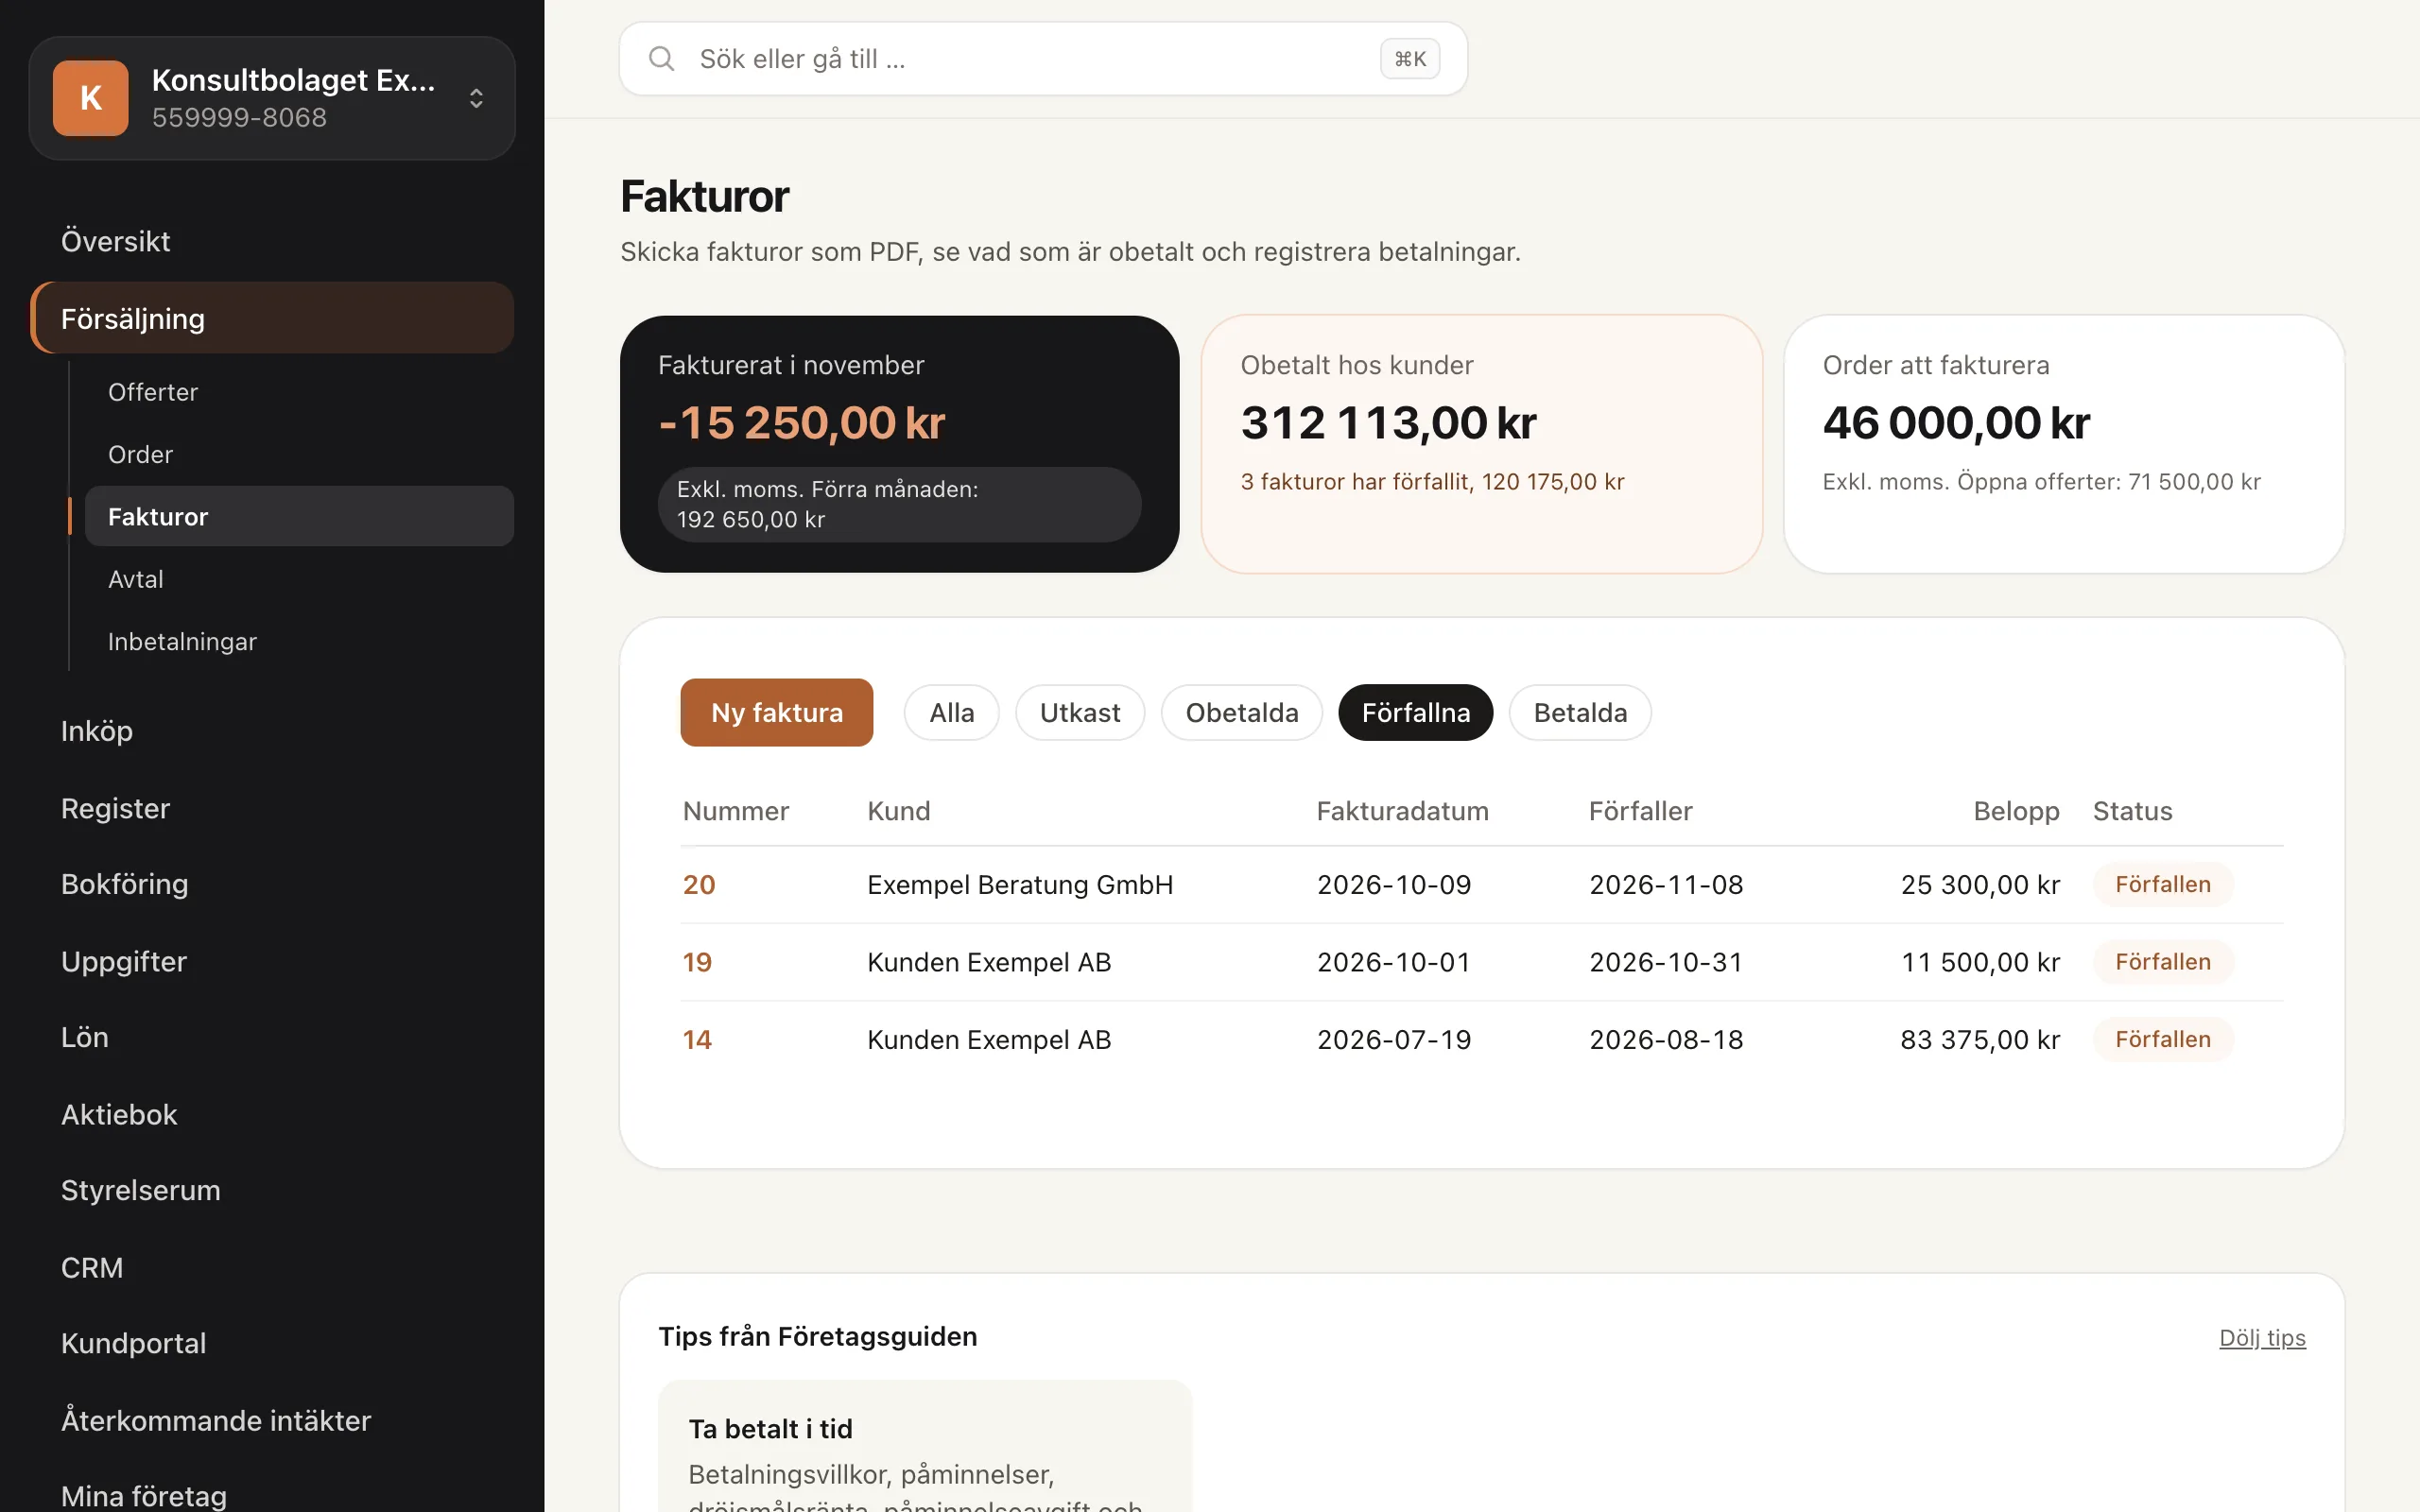 K
Konsultbolaget Ex...
559999-8068
Översikt
Försäljning
Offerter
Order
Fakturor
Avtal
Inbetalningar
Inköp
Register
Bokföring
Uppgifter
Lön
Aktiebok
Styrelserum
CRM
Kundportal
Återkommande intäkter
Mina företag
Sök eller gå till ...
⌘K
Fakturor
Skicka fakturor som PDF, se vad som är obetalt och registrera betalningar.
Fakturerat i november
-15 250,00 kr
Exkl. moms. Förra månaden:
192 650,00 kr
Obetalt hos kunder
312 113,00 kr
3 fakturor har förfallit, 120 175,00 kr
Order att fakturera
46 000,00 kr
Exkl. moms. Öppna offerter: 71 500,00 kr
Ny faktura Alla Utkast Obetalda Förfallna Betalda
Nummer Kund Fakturadatum Förfaller Belopp Status
20 Exempel Beratung GmbH 2026-10-09 2026-11-08 25 300,00 kr Förfallen
19 Kunden Exempel AB 2026-10-01 2026-10-31 11 500,00 kr Förfallen
14 Kunden Exempel AB 2026-07-19 2026-08-18 83 375,00 kr Förfallen
Tips från Företagsguiden
Dölj tips
Ta betalt i tid
Betalningsvillkor, påminnelser,
dröjsmålsränta, påminnelseavgift och